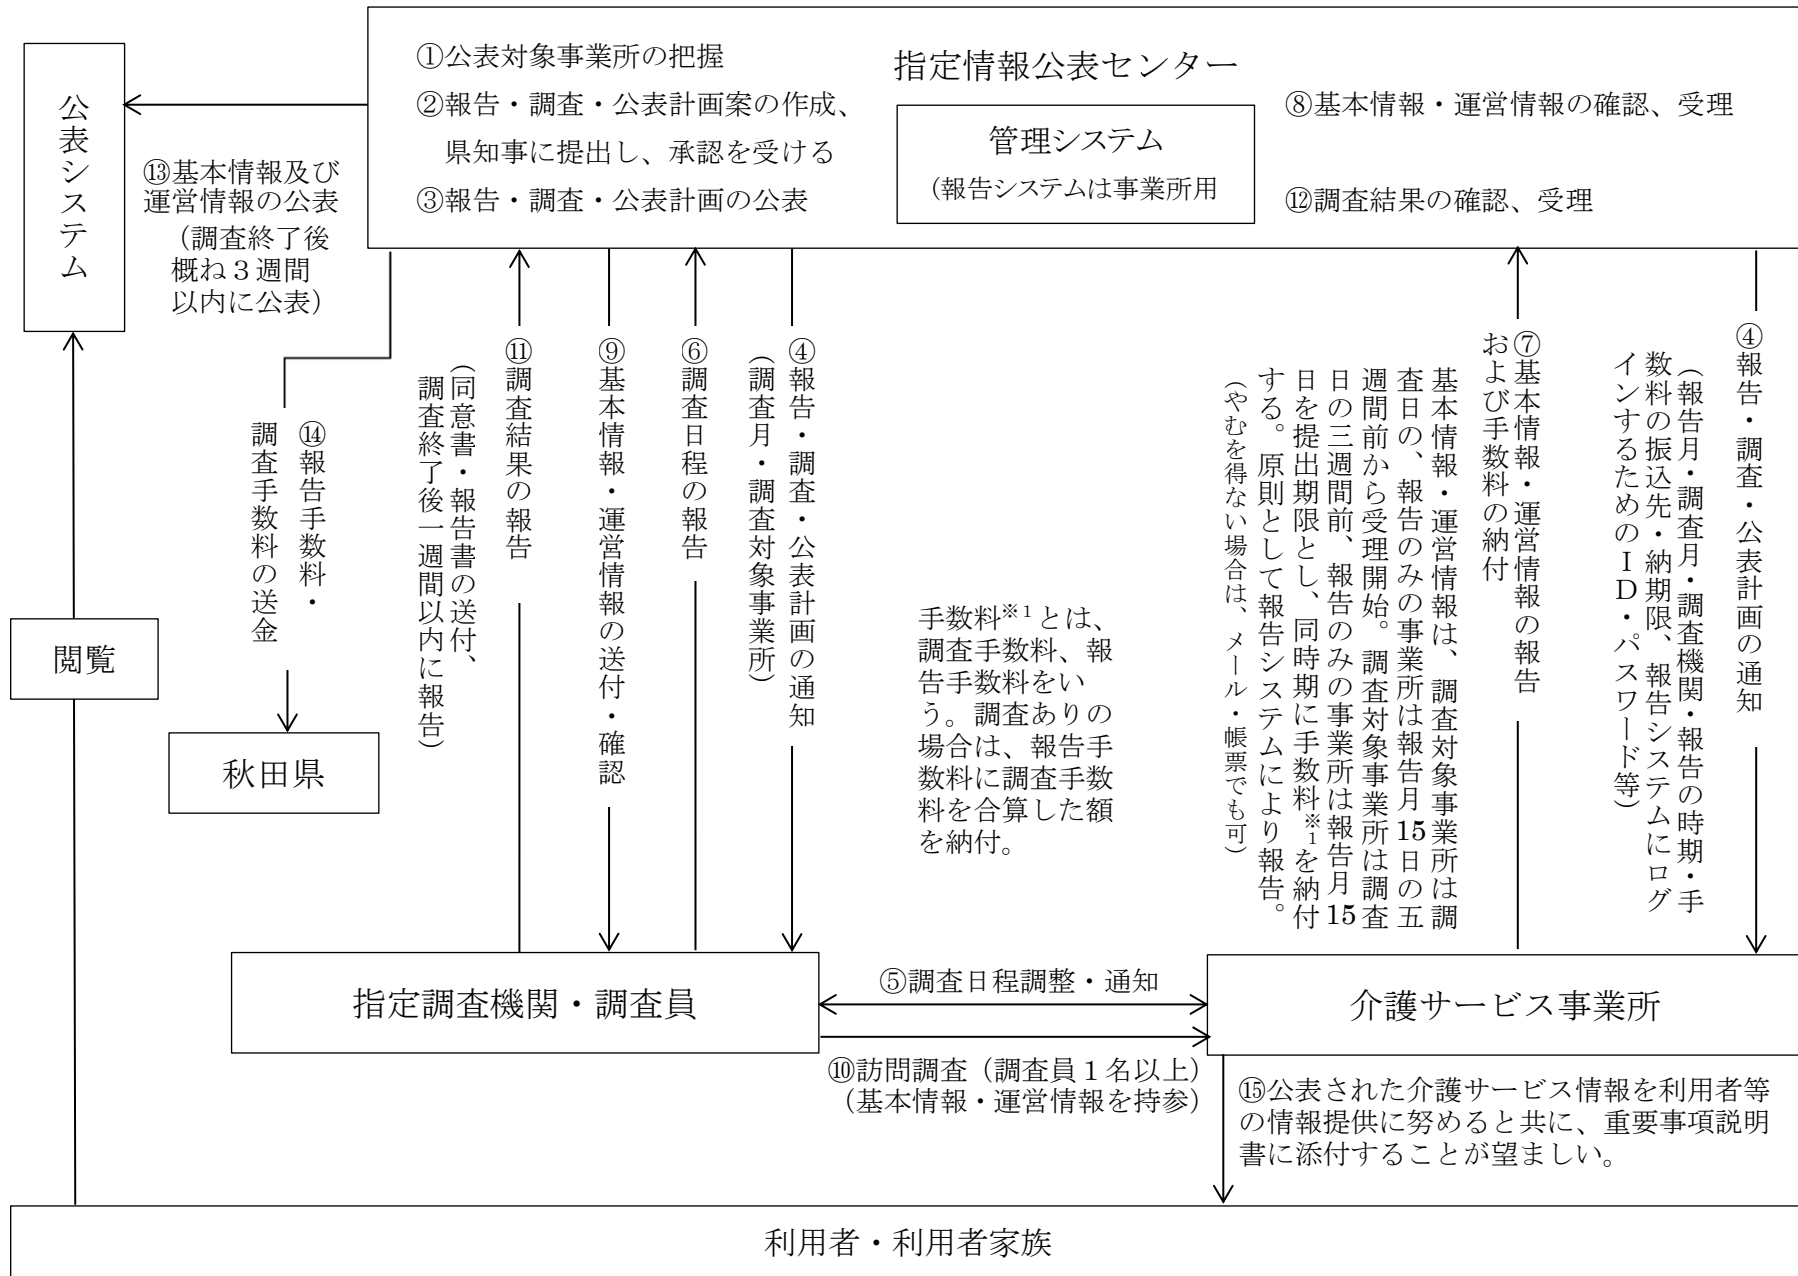 公表システム
①公表対象事業所の把握
②報告・調査・公表計画案の作成、
県知事に提出し、承認を受ける
③報告・調査・公表計画の公表
指定情報公表センター
管理システム
(報告システムは事業所用
⑧基本情報・運営情報の確認、受理
⑫調査結果の確認、受理
⑬基本情報及び
運営情報の公表
(調査終了後
概ね３週間
以内に公表)
④報告・調査・公表計画の通知
(報告月・調査月・調査機関・報告の時期・手
数料の振込先・納期限、報告システムにログ
インするためのＩＤ・パスワード等)
⑦基本情報・運営情報の報告
および手数料の納付
基本情報・運営情報は、調査対象事業所は調
査日の、報告のみの事業所は報告月15日の五
週間前から受理開始。調査対象事業所は調査
日の三週間前、報告のみの事業所は報告月15
日を提出期限とし、同時期に手数料※1を納付
する。原則として報告システムにより報告。
(やむを得ない場合は、メール・帳票でも可)
手数料※1とは、
調査手数料、報
告手数料をい
う。調査ありの
場合は、報告手
数料に調査手数
料を合算した額
を納付。
④報告・調査・公表計画の通知
(調査月・調査対象事業所)
⑥調査日程の報告
⑨基本情報・運営情報の送付・確認
⑪調査結果の報告
(同意書・報告書の送付、
調査終了後一週間以内に報告)
⑭報告手数料・
調査手数料の送金
閲覧
秋田県
指定調査機関・調査員
⑤調査日程調整・通知
介護サービス事業所
⑩訪問調査（調査員１名以上）
（基本情報・運営情報を持参）
⑮公表された介護サービス情報を利用者等
の情報提供に努めると共に、重要事項説明
書に添付することが望ましい。
利用者・利用者家族